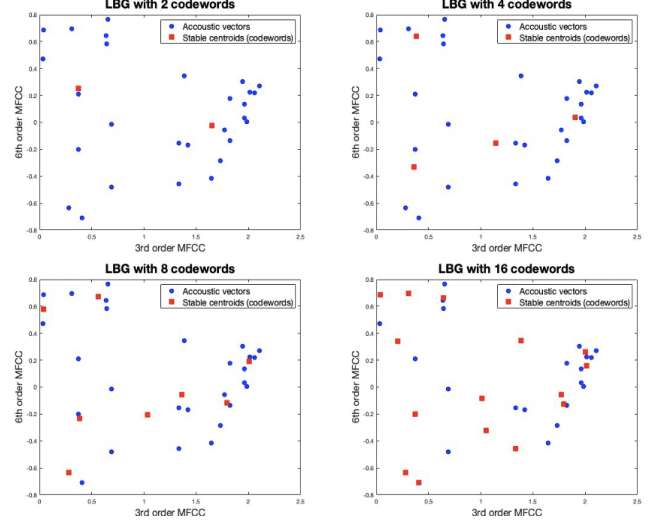 LBG with 2 codewords
Accoustic vectors
Stable centroids (codewords)
0.8
0.6
0.4
0.2
0
-0.2
-0.4
-0.6
-0.8
6th order MFCC
0 0.5 1 1.5 2 2.5
3rd order MFCC
LBG with 4 codewords
Accoustic vectors
Stable centroids (codewords)
0.8
0.6
0.4
0.2
0
-0.2
-0.4
-0.6
-0.8
6th order MFCC
0 0.5 1 1.5 2 2.5
3rd order MFCC
LBG with 8 codewords
Accoustic vectors
Stable centroids (codewords)
0.8
0.6
0.4
0.2
0
-0.2
-0.4
-0.6
-0.8
6th order MFCC
0 0.5 1 1.5 2 2.5
3rd order MFCC
LBG with 16 codewords
Accoustic vectors
Stable centroids (codewords)
0.8
0.6
0.4
0.2
0
-0.2
-0.4
-0.6
-0.8
6th order MFCC
0 0.5 1 1.5 2 2.5
3rd order MFCC